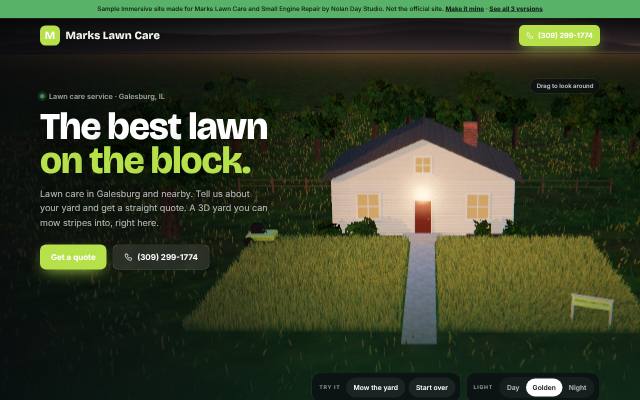 Sample Immersive site made for Marks Lawn Care and Small Engine Repair by Nolan Day Studio. Not the official site. Make it mine · See all 3 versions
M Marks Lawn Care
(309) 299-1774
Drag to look around
Lawn care service · Galesburg, IL
The best lawn
on the block.
Lawn care in Galesburg and nearby. Tell us about
your yard and get a straight quote. A 3D yard you can
mow stripes into, right here.
Get a quote
(309) 299-1774
TRY IT Mow the yard Start over
LIGHT Day Golden Night